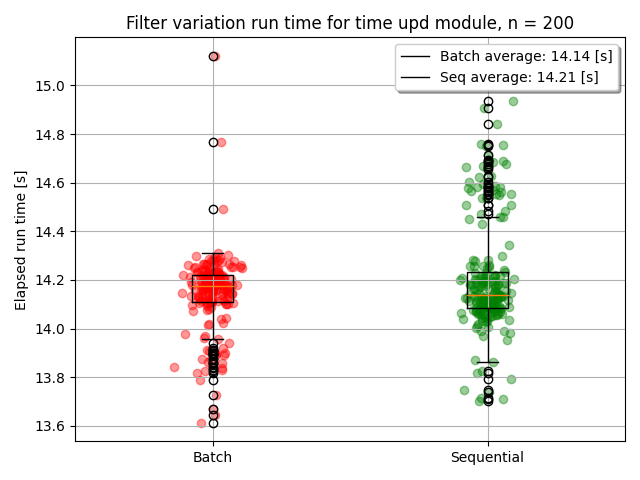 Filter variation run time for time upd module, n = 200
Batch average: 14.14 [s]
Seq average: 14.21 [s]
Elapsed run time [s]
15.0
14.8
14.6
14.4
14.2
14.0
13.8
13.6
Batch Sequential